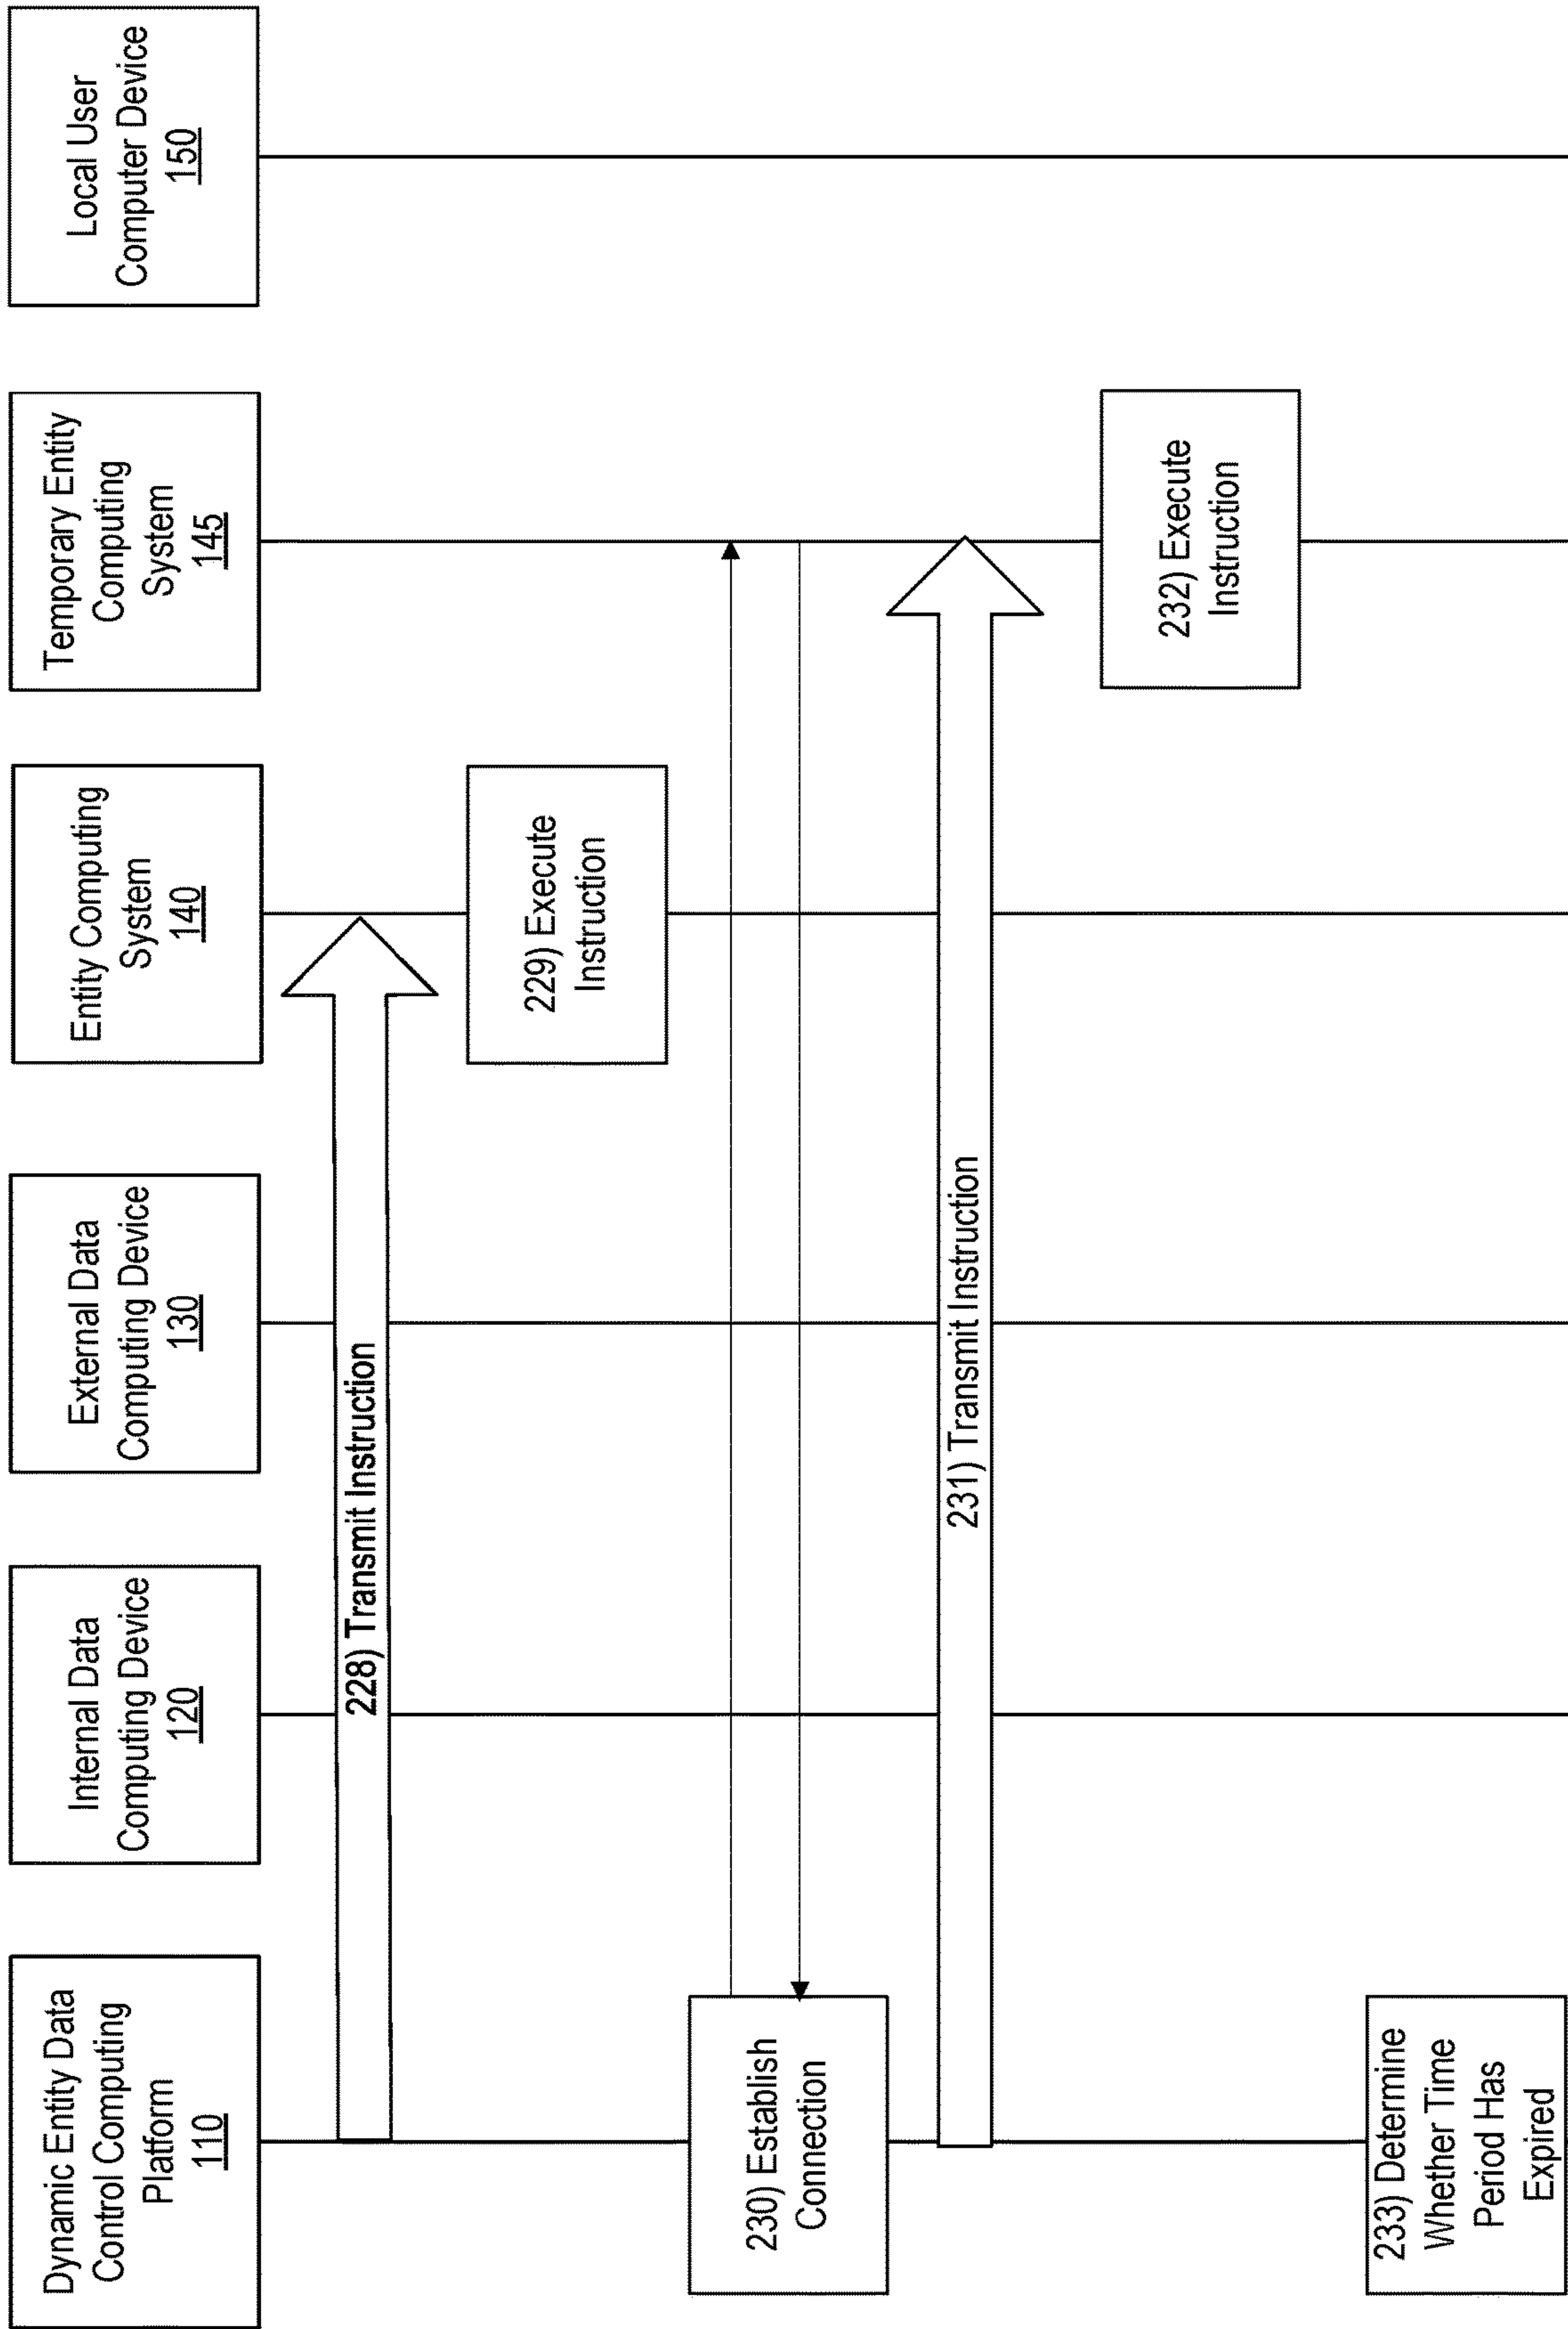 Dynamic Entity Data
Control Computing
Platform
110
Internal Data
Computing Device
120
External Data
Computing Device
130
Entity Computing
System
140
Temporary Entity
Computing
System
145
Local User
Computer Device
150
228) Transmit Instruction
229) Execute
Instruction
230) Establish
Connection
231) Transmit Instruction
232) Execute
Instruction
233) Determine
Whether Time
Period Has
Expired